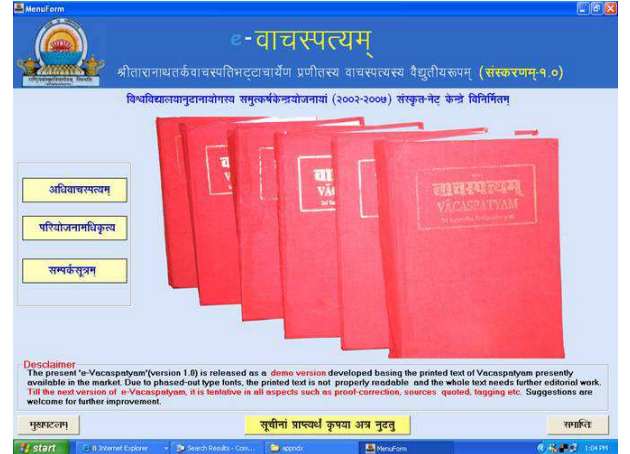 MenuForm
e-वाचस्पत्यम्
श्रीतारानाथतर्कवाचस्पतिभट्टाचार्येण प्रणीतस्य वाचस्पत्यस्य वैद्युतीयरूपम् (संस्करणम्-१.०)
विश्वविद्यालयानुदानायोगस्य समुत्कर्षकेन्द्रयोजनायां (२००२-२००७) संस्कृत-नेट् केन्द्रे विनिर्मितम्
वाचस्पत्यम्
VĀCASPATYAM
अधिवाचस्पत्यम्
परियोजनामधिकृत्य
सम्पर्कसूत्रम्
Desclaimer
The present 'e-Vacaspatyam'(version 1.0) is released as a demo version developed basing the printed text of Vacaspatyam presently
available in the market. Due to phased-out type fonts, the printed text is not properly readable and the whole text needs further editorial work.
Till the next version of e-Vacaspatyam, it is tentative in all aspects such as proof-correction, sources quoted, tagging etc. Suggestions are
welcome for further improvement.
मुखपटलम्
सूचीनां प्राप्त्यर्थं कृपया अत्र नुदतु
समाप्तिः
start
8 Internet Explorer
Search Results - Com...
appndx
MenuForm
1:04 PM